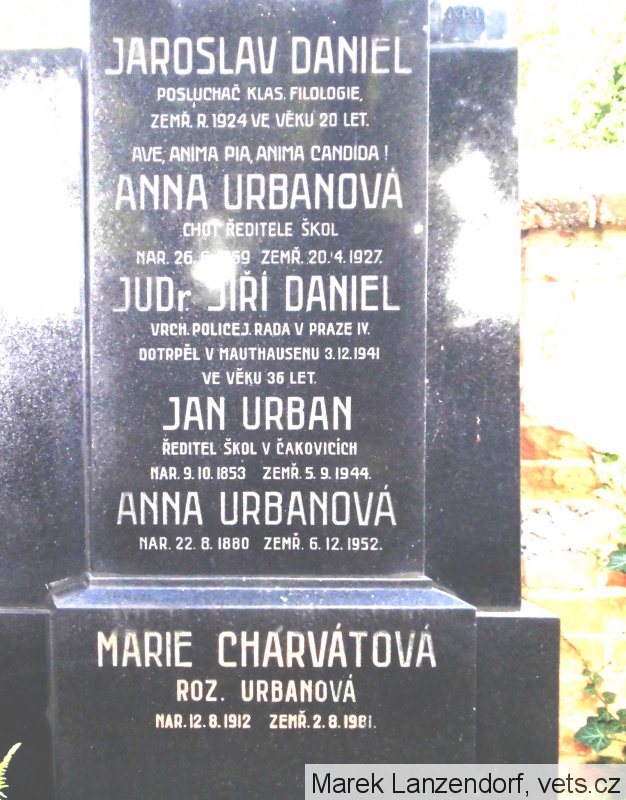 JAROSLAV DANIEL
POSLUCHAČ KLAS. FILOLOGIE,
ZEMŘ. R. 1924 VE VĚKU 20 LET.
AVE, ANIMA PIA, ANIMA CANDIDA!
ANNA URBANOVÁ
CHOŤ ŘEDITELE ŠKOL
NAR. ZEMŘ. 20.4.1927.
JUDr. JIŘÍ DANIEL
VRCH. POLICEJ. RADA V PRAZE IV.
DOTRPĚL V MAUTHAUSENU 3.12.1941
VE VĚKU 36 LET.
JAN URBAN
ŘEDITEL ŠKOL V ČAKOVICÍCH
NAR. 9.10.1853 ZEMŘ. 5.9.1944.
ANNA URBANOVÁ
NAR. 22.8.1880 ZEMŘ. 6.12.1952.
MARIE CHARVÁTOVÁ
ROZ. URBANOVÁ
NAR. 12.8.1912 ZEMŘ. 2.8.1981.
Marek Lanzendorf, vets.cz